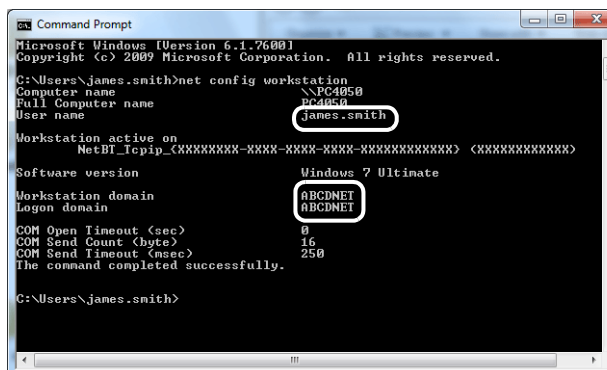 Command Prompt
Microsoft Windows [Version 6.1.7600]
Copyright (c) 2009 Microsoft Corporation.  All rights reserved.
C:\Users\james.smith>net config workstation
Computer name \\PC4050
Full Computer name PC4050
User name james.smith
Workstation active on
NetBT_Tcpip_{XXXXXXXX-XXXX-XXXX-XXXX-XXXXXXXXXXXX} (XXXXXXXXXXXX)
Software version Windows 7 Ultimate
Workstation domain ABCDNET
Logon domain ABCDNET
COM Open Timeout (sec) 0
COM Send Count (byte) 16
COM Send Timeout (msec) 250
The command completed successfully.
C:\Users\james.smith>